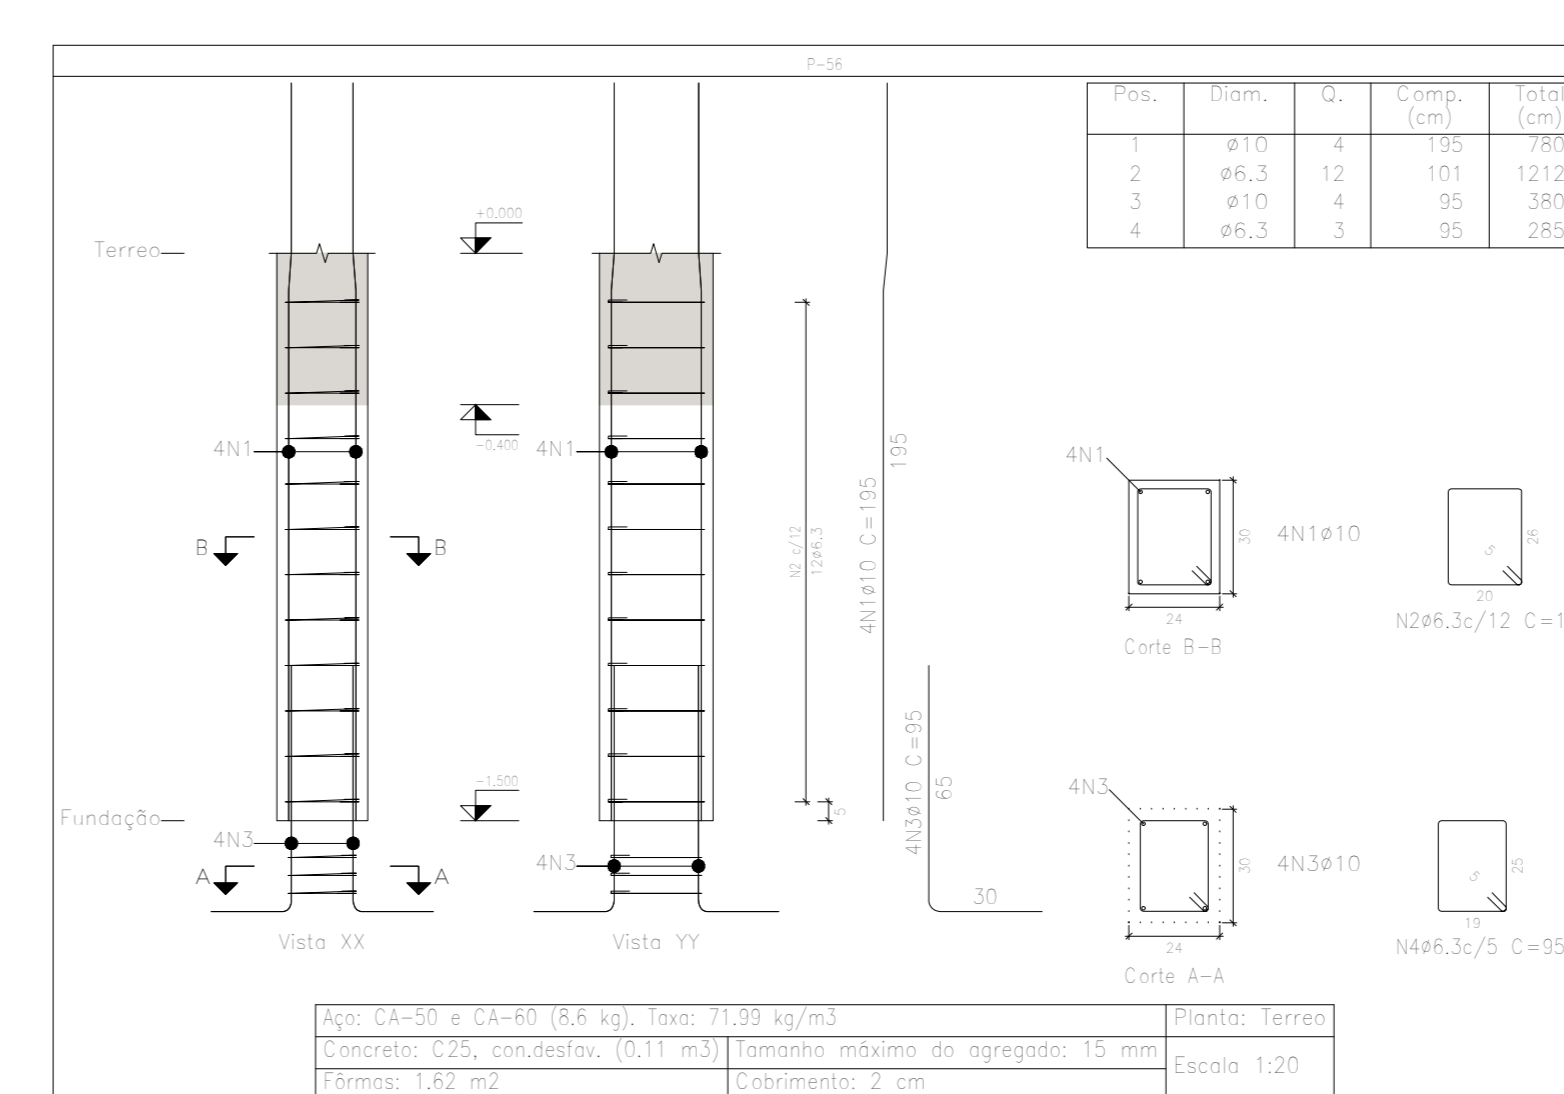 P-56
Pos. Diam. Q. Comp. (cm) Total (cm)
1 ø10 4 195 780
2 ø6.3 12 101 1212
3 ø10 4 95 380
4 ø6.3 3 95 285
Terreo
+0.000
-0.400
4N1
4N1
B B
N2 c/12
12ø6.3
4N1ø10 C=195
195
-1.500
Fundação
5
4N3
4N3
A A
4N3ø10 C=95
65
30
Vista XX
Vista YY
4N1
30
4N1ø10
24
Corte B-B
5
26
20
N2ø6.3c/12 C=1
4N3
30
4N3ø10
24
Corte A-A
5
25
19
N4ø6.3c/5 C=95
Aço: CA-50 e CA-60 (8.6 kg). Taxa: 71.99 kg/m3
Planta: Terreo
Concreto: C25, con.desfav. (0.11 m3)
Tamanho máximo do agregado: 15 mm
Escala 1:20
Fôrmas: 1.62 m2
Cobrimento: 2 cm